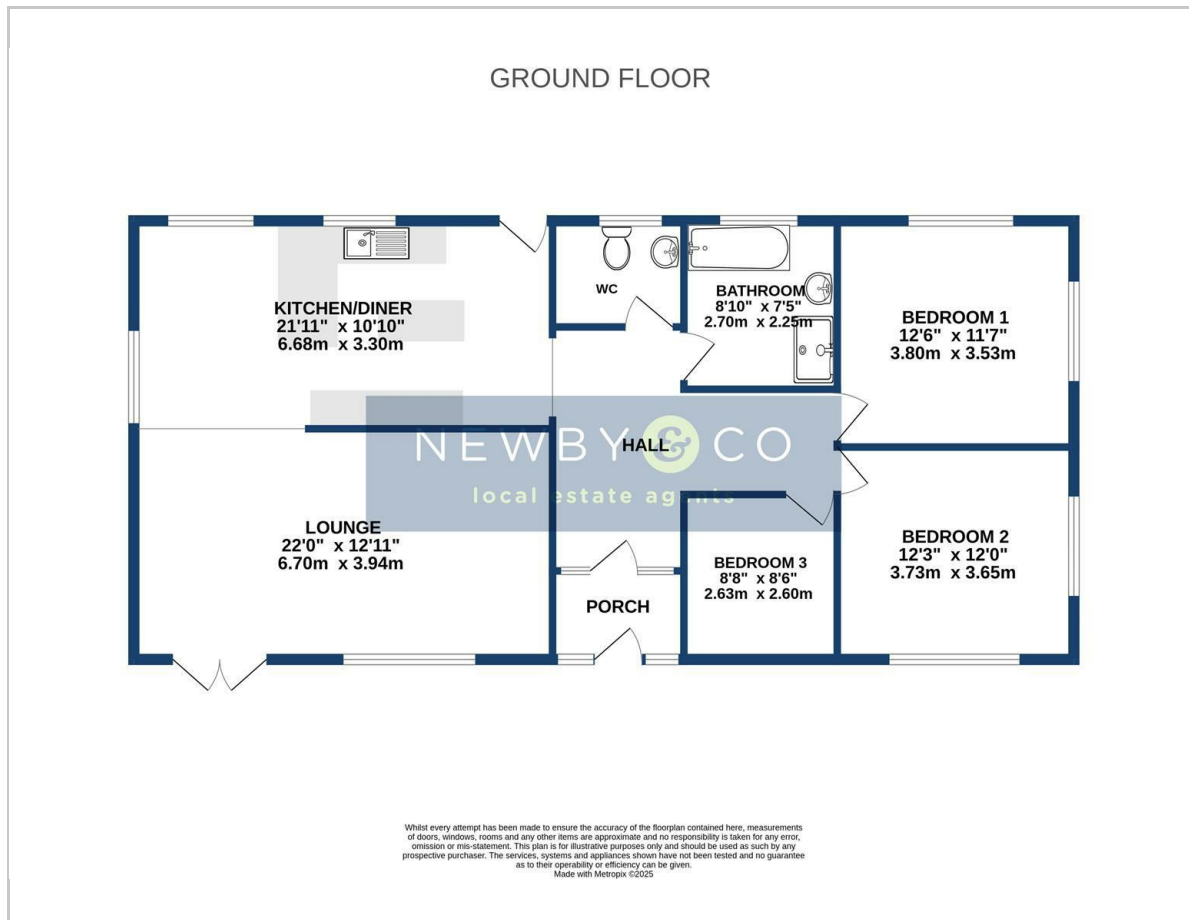 GROUND FLOOR
KITCHEN/DINER
21'11" x 10'10"
6.68m x 3.30m
WC
BATHROOM
8'10" x 7'5"
2.70m x 2.25m
BEDROOM 1
12'6" x 11'7"
3.80m x 3.53m
NEWBY & CO
local estate agents
HALL
LOUNGE
22'0" x 12'11"
6.70m x 3.94m
BEDROOM 2
12'3" x 12'0"
3.73m x 3.65m
BEDROOM 3
8'8" x 8'6"
2.63m x 2.60m
PORCH
Whilst every attempt has been made to ensure the accuracy of the floorplan contained here, measurements
of doors, windows, rooms and any other items are approximate and no responsibility is taken for any error,
omission or mis-statement. This plan is for illustrative purposes only and should be used as such by any
prospective purchaser. The services, systems and appliances shown have not been tested and no guarantee
as to their operability or efficiency can be given.
Made with Metropix ©2025